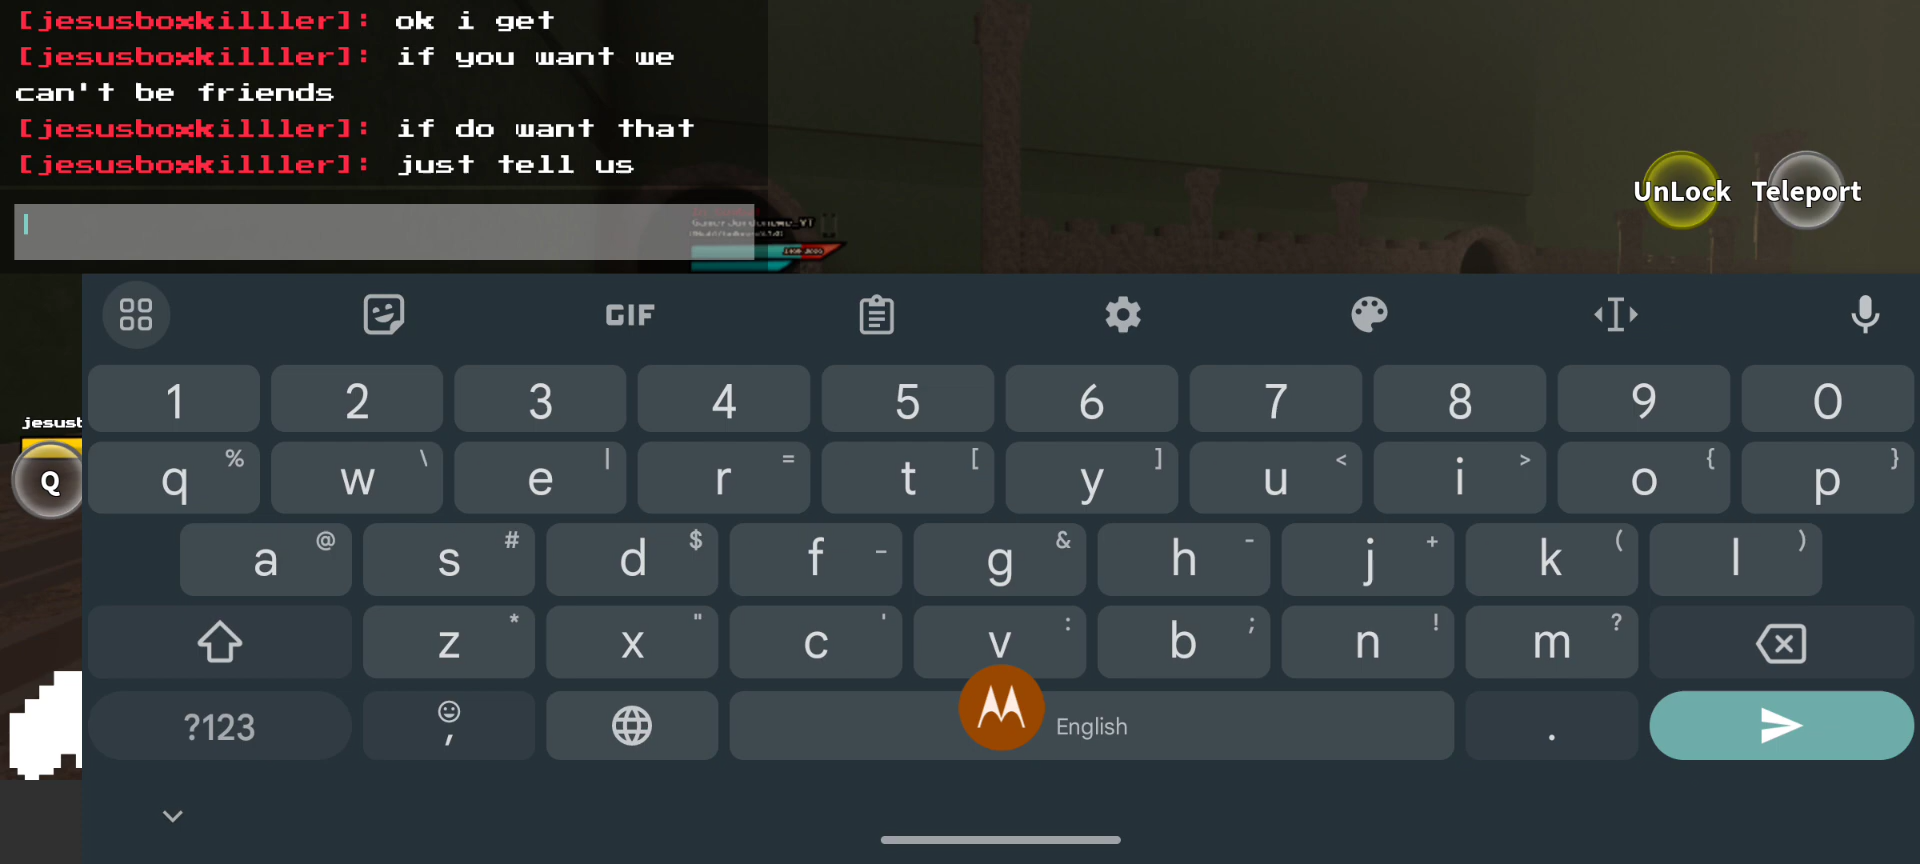 [jesusboxkilller]: ok i get
[jesusboxkilller]: if you want we
can't be friends
[jesusboxkilller]: if do want that
[jesusboxkilller]: just tell us
UnLock Teleport
GIF
1 2 3 4 5 6 7 8 9 0
jesust
Q
q % w \ e | r = t [ y ] u < i > o { p }
a @ s # d $ f _ g & h - j + k ( l )
z * x " c ' v : b ; n ! m ?
?123 , English .